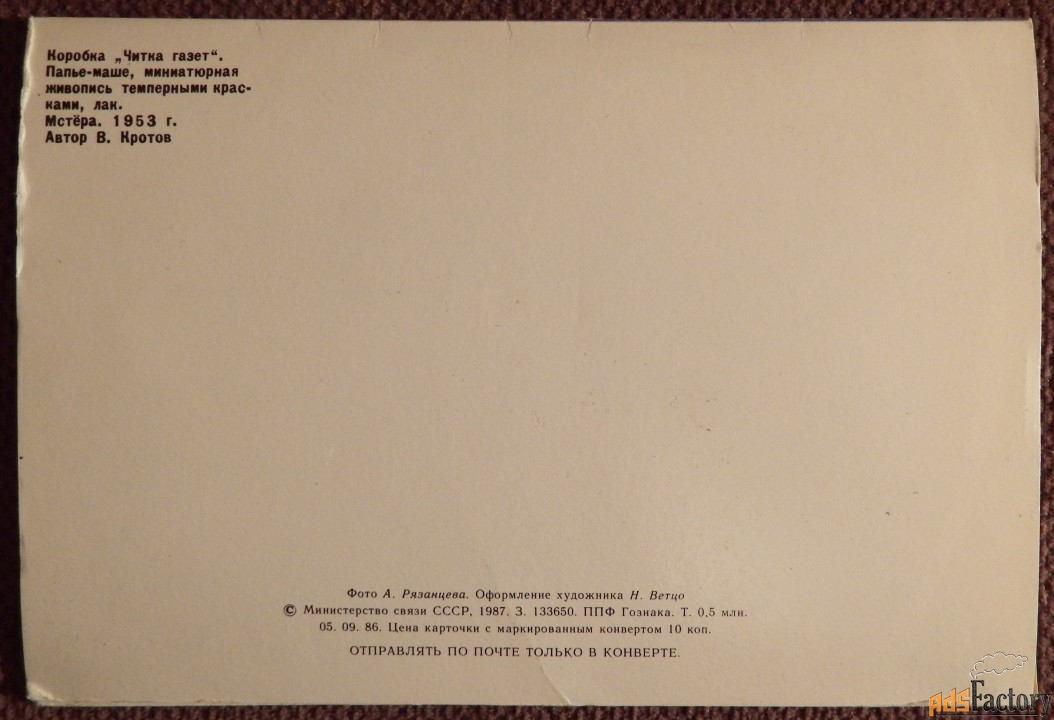 Коробка „Читка газет“.
Папье-маше, миниатюрная
живопись темперными крас-
ками, лак.
Мстёра. 1953 г.
Автор В. Кротов
Фото А. Рязанцева. Оформление художника Н. Ветцо
© Министерство связи СССР, 1987. З. 133650. ППФ Гознака. Т. 0,5 млн.
05. 09. 86. Цена карточки с маркированным конвертом 10 коп.
ОТПРАВЛЯТЬ ПО ПОЧТЕ ТОЛЬКО В КОНВЕРТЕ.
AdsFactory